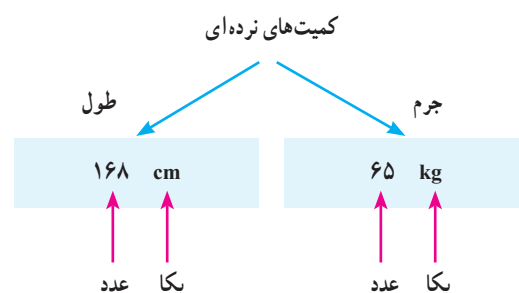 کمیت‌های نرده‌ای
جرم
طول
۶۵ kg
۱۶۸ cm
یکا عدد
یکا عدد